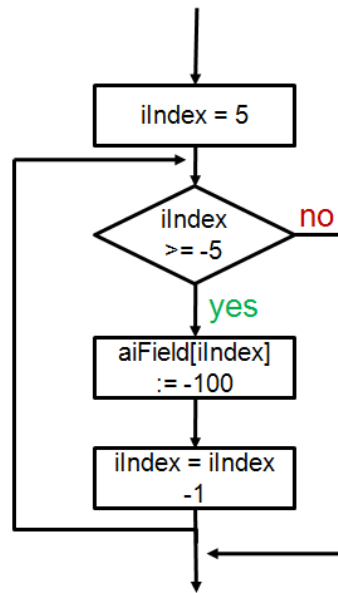 iIndex = 5
iIndex
>= -5
no
yes
aiField[iIndex]
:= -100
iIndex = iIndex
-1